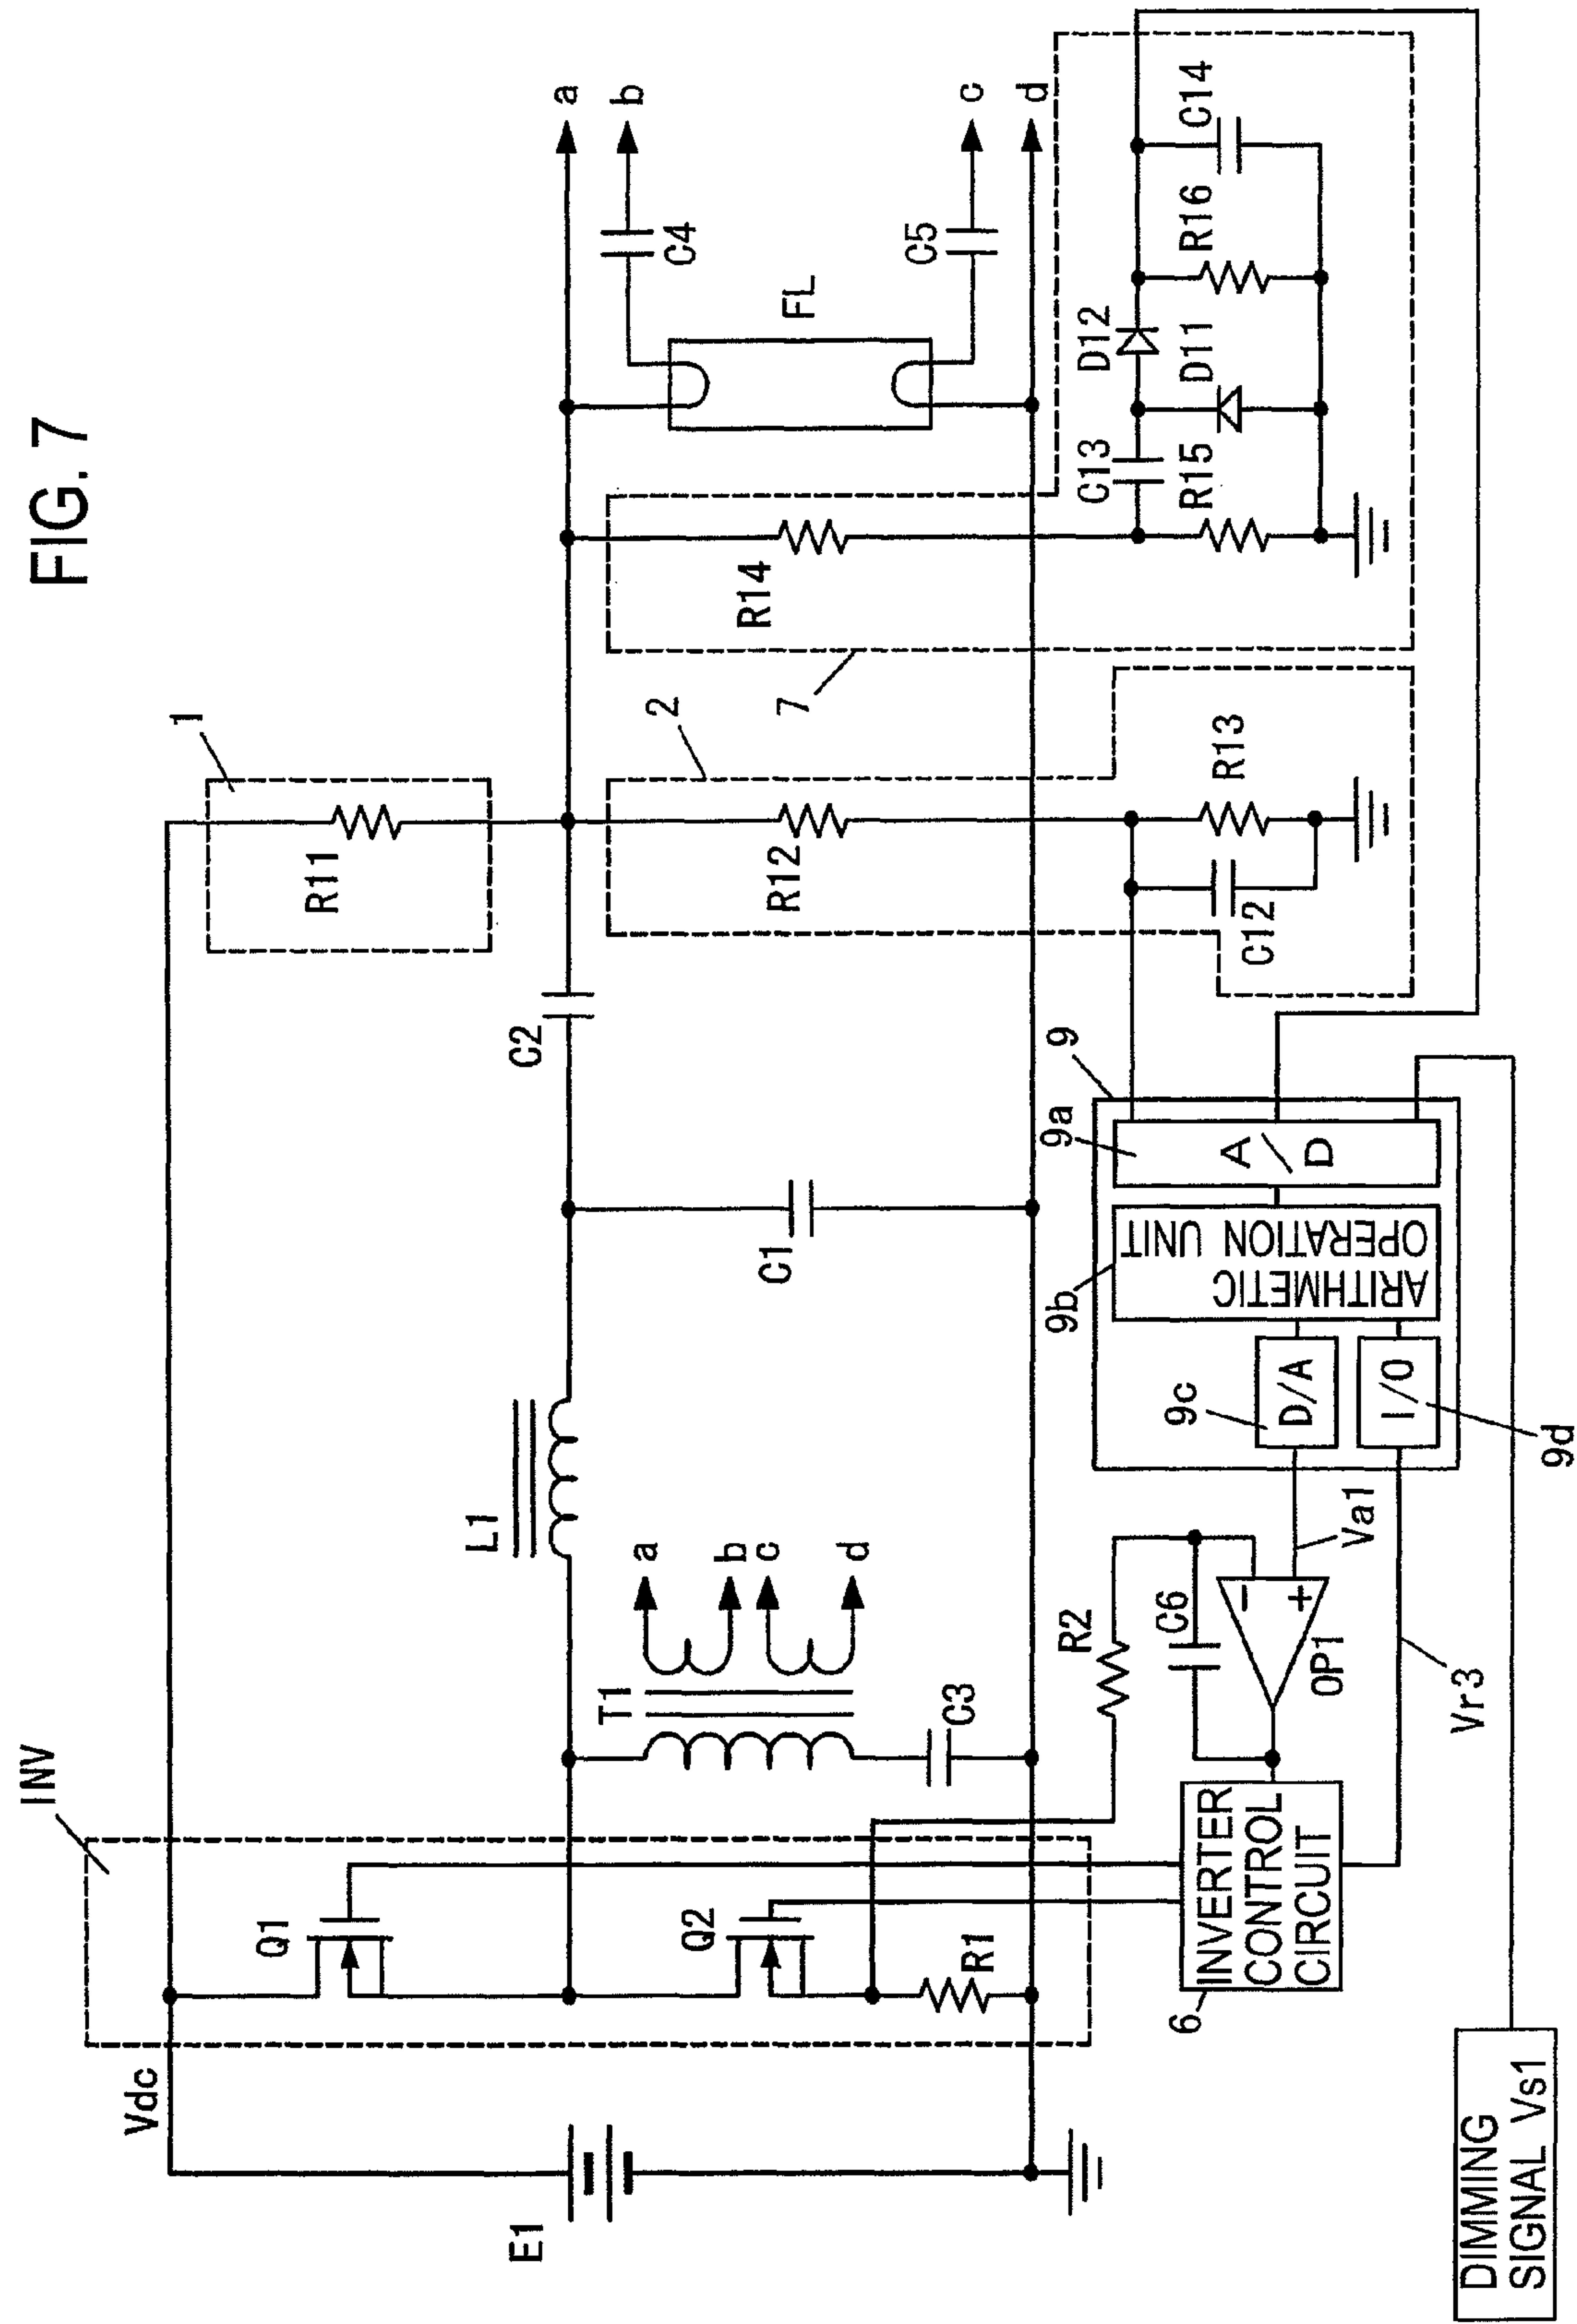 FIG. 7
INV
Vdc
E1
Q1
Q2
R1
T1
C3
a
b
c
d
L1
C1
C2
1
R11
2
R12
R13
C12
7
R14
R15
C13
D11
D12
R16
C14
FL
C4
C5
a
b
c
d
9
9a
A/D
9b
ARITHMETIC
OPERATION UNIT
9c
D/A
9d
I/O
Va1
Vr3
R2
C6
-
+
OP1
6
INVERTER
CONTROL
CIRCUIT
DIMMING
SIGNAL Vs1